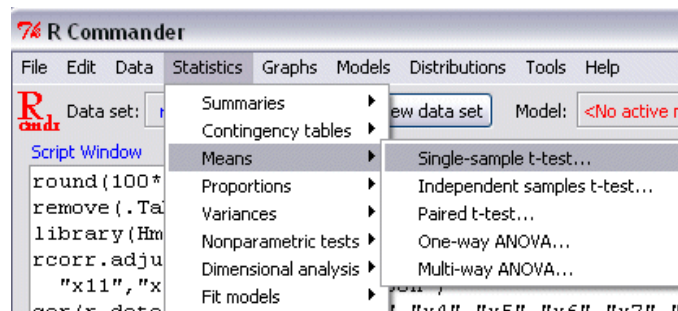 R Commander
File Edit Data Statistics Graphs Models Distributions Tools Help
R cmdr Data set: ew data set Model: <No active
Summaries
Contingency tables
Script Window
Means
Single-sample t-test...
round(100*
Proportions
Independent samples t-test...
remove(.Ta
Variances
Paired t-test...
library(Hm
Nonparametric tests
One-way ANOVA...
rcorr.adju
Dimensional analysis
Multi-way ANOVA...
"x11","x
Fit models
"x4" "x5" "x6" "x7"